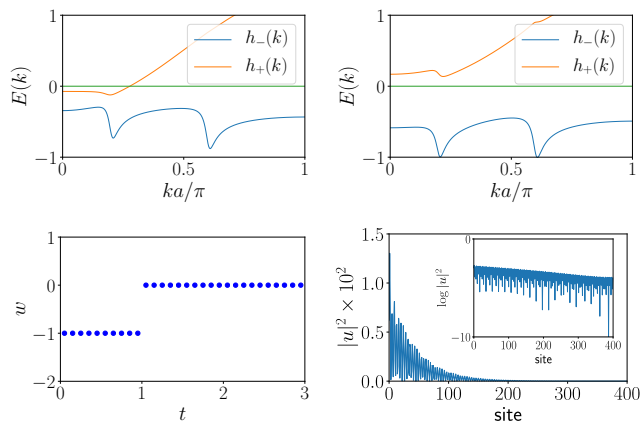 1
h₋(k)
h₊(k)
E(k)
0
−1
0
0.5
1
ka/π
1
h₋(k)
h₊(k)
E(k)
0
−1
0
0.5
1
ka/π
1
0
w
−1
−2
0
1
2
3
t
1.5
|u|² × 10²
1.0
0.5
0.0
0
100
200
300
400
site
0
log |u|²
−10
0
100
200
300
400
site